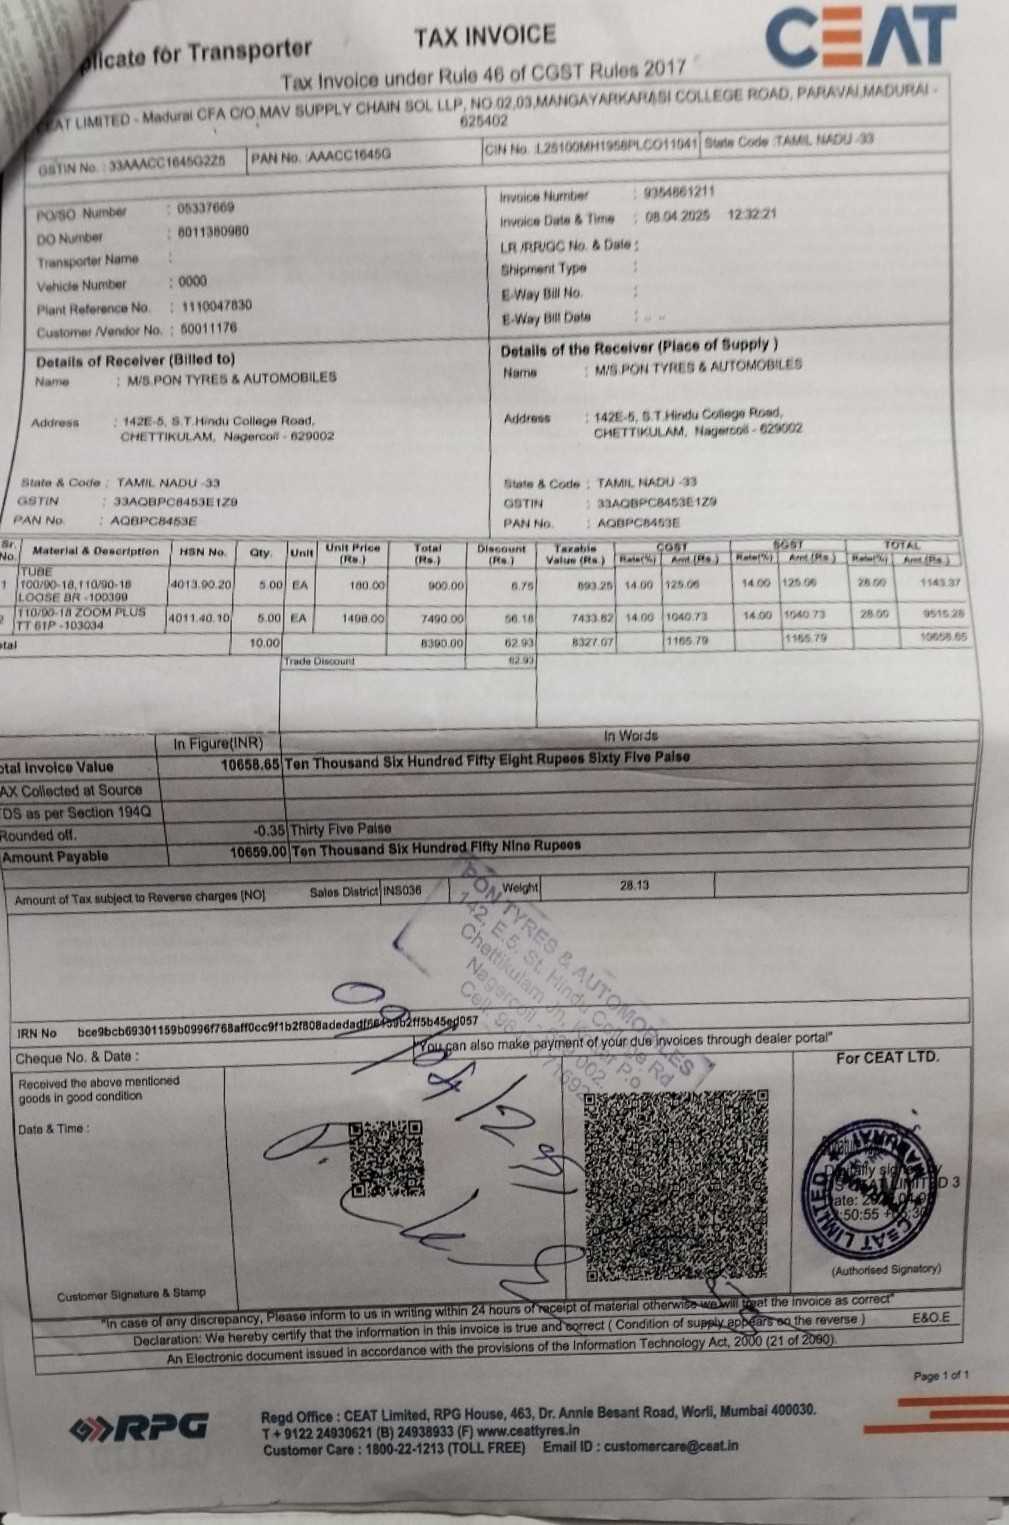 plicate for Transporter
TAX INVOICE
CEAT
Tax Invoice under Rule 46 of CGST Rules 2017
CEAT LIMITED - Madurai CFA C/O MAV SUPPLY CHAIN SOL LLP, NO.02,03,MANGAYARKARASI COLLEGE ROAD, PARAVAI,MADURAI -
625402
GSTIN No. : 33AAACC1645G2Z5 PAN No. :AAACC1645G CIN No. :L25100MH1958PLCO11041 State Code :TAMIL NADU -33
PO/SO Number : 05337669
DO Number : 8011380980
Transporter Name :
Vehicle Number : 0000
Plant Reference No. : 1110047830
Customer /Vendor No. : 50011176
Invoice Number : 9354661211
Invoice Date & Time : 08.04.2025 12:32:21
LR /RR/GC No. & Date :
Shipment Type :
E-Way Bill No. :
E-Way Bill Date : . .
Details of Receiver (Billed to)
Name : M/S.PON TYRES & AUTOMOBILES
Address : 142E-5, S.T.Hindu College Road,
CHETTIKULAM, Nagercoil - 629002
State & Code : TAMIL NADU -33
GSTIN : 33AQBPC8453E1Z9
PAN No. : AQBPC8453E
Details of the Receiver (Place of Supply )
Name : M/S.PON TYRES & AUTOMOBILES
Address : 142E-5, S.T.Hindu College Road,
CHETTIKULAM, Nagercoil - 629002
State & Code : TAMIL NADU -33
GSTIN : 33AQBPC8453E1Z9
PAN No. : AQBPC8453E
Sr. No. Material & Description HSN No. Qty. Unit Unit Price (Rs.) Total (Rs.) Discount (Rs.) Taxable Value (Rs.) CGST SGST TOTAL
Rate(%) Amt.(Rs.) Rate(%) Amt.(Rs.) Rate(%) Amt.(Rs.)
1 TUBE 4013.90.20 5.00 EA 180.00 900.00 6.75 893.25 14.00 125.06 14.00 125.06 28.00 1143.37
100/90-18,110/90-18
LOOSE BR -100399
2 110/90-18 ZOOM PLUS 4011.40.10 5.00 EA 1498.00 7490.00 56.18 7433.82 14.00 1040.73 14.00 1040.73 28.00 9515.28
TT 61P -103034
otal 10.00 8390.00 62.93 8327.07 1165.79 1165.79 10658.65
Trade Discount 62.93
In Figure(INR) In Words
otal Invoice Value 10658.65 Ten Thousand Six Hundred Fifty Eight Rupees Sixty Five Paise
AX Collected at Source
TDS as per Section 194Q
Rounded off. -0.35 Thirty Five Paise
Amount Payable 10659.00 Ten Thousand Six Hundred Fifty Nine Rupees
Amount of Tax subject to Reverse charges [NO] Sales District INS036 Weight 28.13
PON TYRES & AUTOMOBILES
142, E.5, St. Hindu College Rd
Chettikulam Jn,
Nagercoil
IRN No
"You can also make payment of your due invoices through dealer portal"
Cheque No. & Date :
For CEAT LTD.
Received the above mentioned
goods in good condition
Date & Time :
CEAT LIMITED
(Authorised Signatory)
Customer Signature & Stamp
"In case of any discrepancy, Please inform to us in writing within 24 hours of receipt of material otherwise we will treat the invoice as correct"
Declaration: We hereby certify that the information in this invoice is true and correct ( Condition of supply appears on the reverse ) E&O.E
An Electronic document issued in accordance with the provisions of the Information Technology Act, 2000 (21 of 2000).
Page 1 of 1
RPG
Regd Office : CEAT Limited, RPG House, 463, Dr. Annie Besant Road, Worli, Mumbai 400030.
T + 9122 24930621 (B) 24938933 (F) www.ceattyres.in
Customer Care : 1800-22-1213 (TOLL FREE) Email ID : customercare@ceat.in